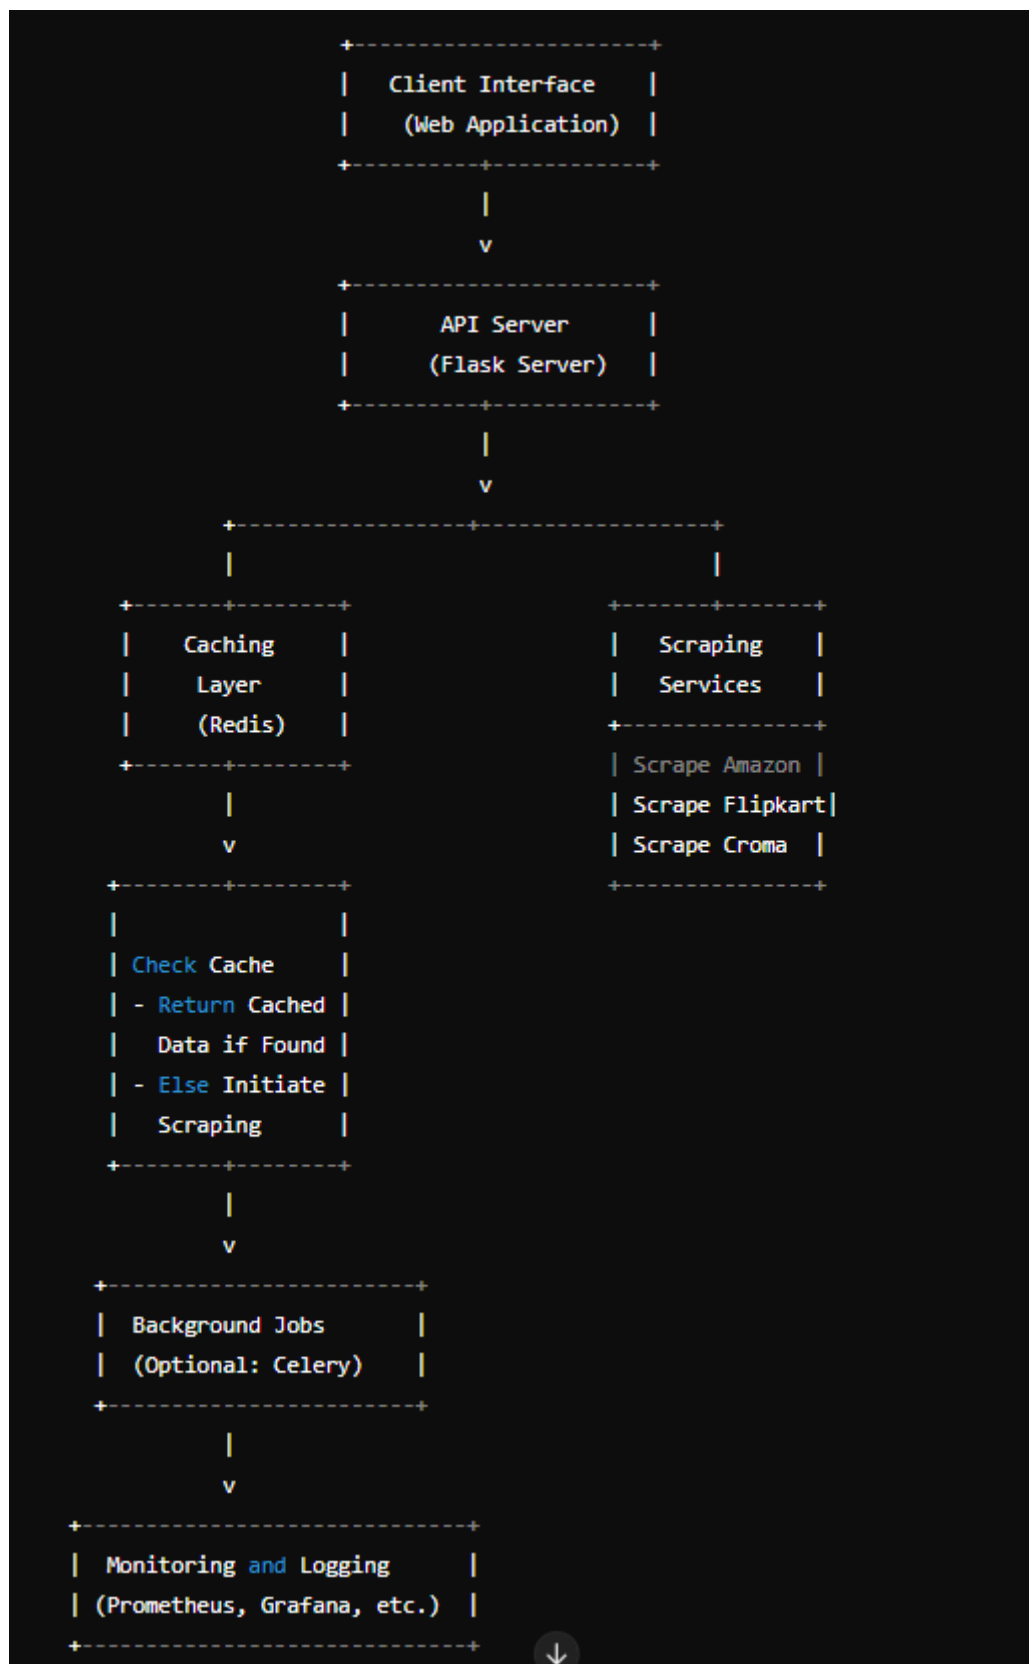 Client Interface
(Web Application)
API Server
(Flask Server)
Caching
Layer
(Redis)
Scraping
Services
Scrape Amazon
Scrape Flipkart
Scrape Croma
Check Cache
- Return Cached
Data if Found
- Else Initiate
Scraping
Background Jobs
(Optional: Celery)
Monitoring and Logging
(Prometheus, Grafana, etc.)